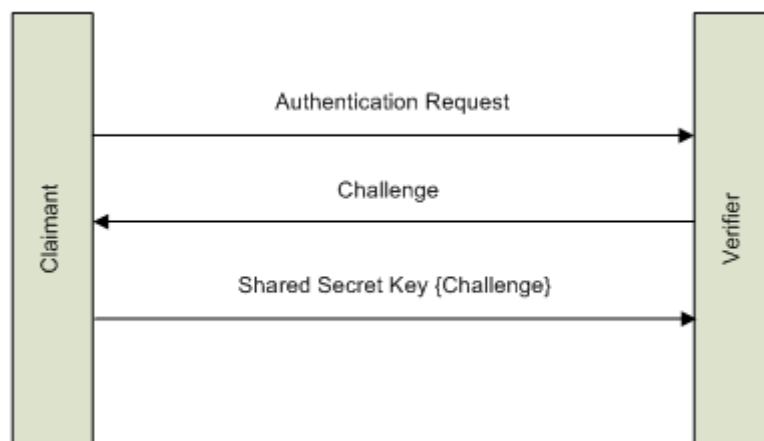 Authentication Request
Challenge
Claimant
Verifier
Shared Secret Key {Challenge}